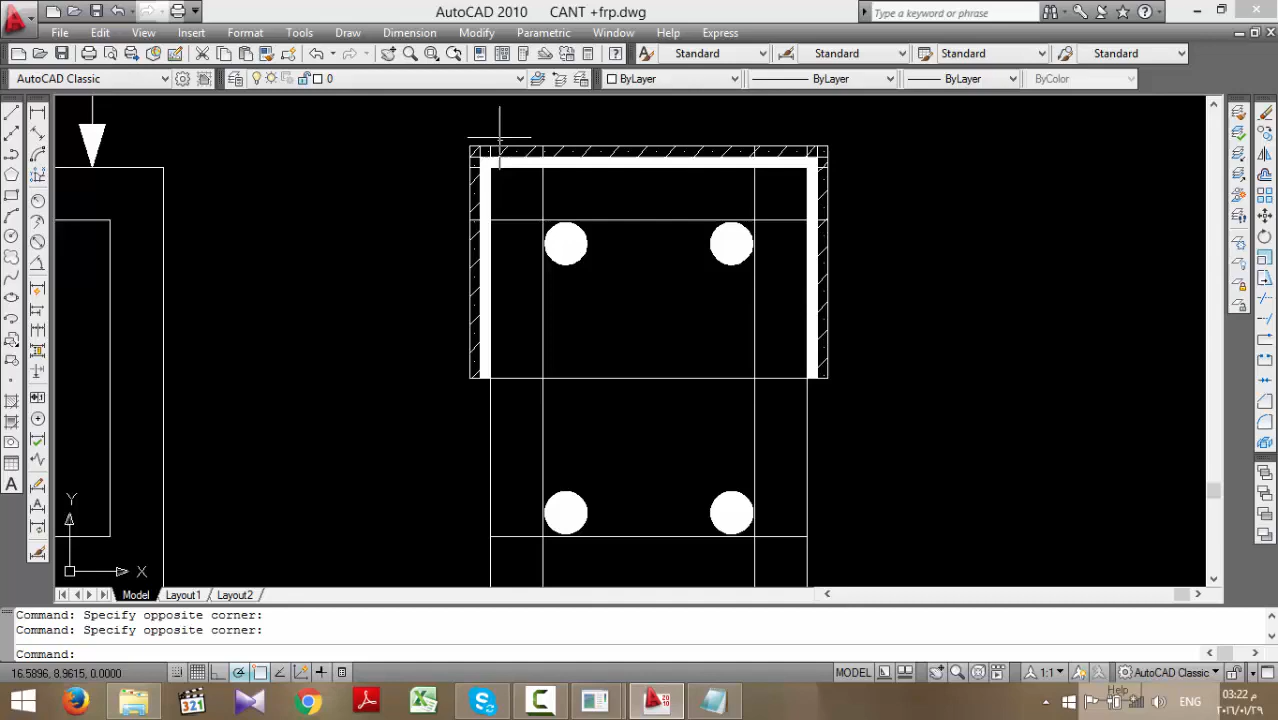 AutoCAD 2010 CANT +frp.dwg
Type a keyword or phrase
File Edit View Insert Format Tools Draw Dimension Modify Parametric Window Help Express
Standard Standard Standard Standard
AutoCAD Classic 0 ByLayer ByLayer ByLayer ByColor
A
A
Y
X
Model Layout1 Layout2
Command: Specify opposite corner:
Command: Specify opposite corner:
Command:
16.5896, 8.9615, 0.0000 MODEL 1:1 AutoCAD Classic
Help
321 ENG